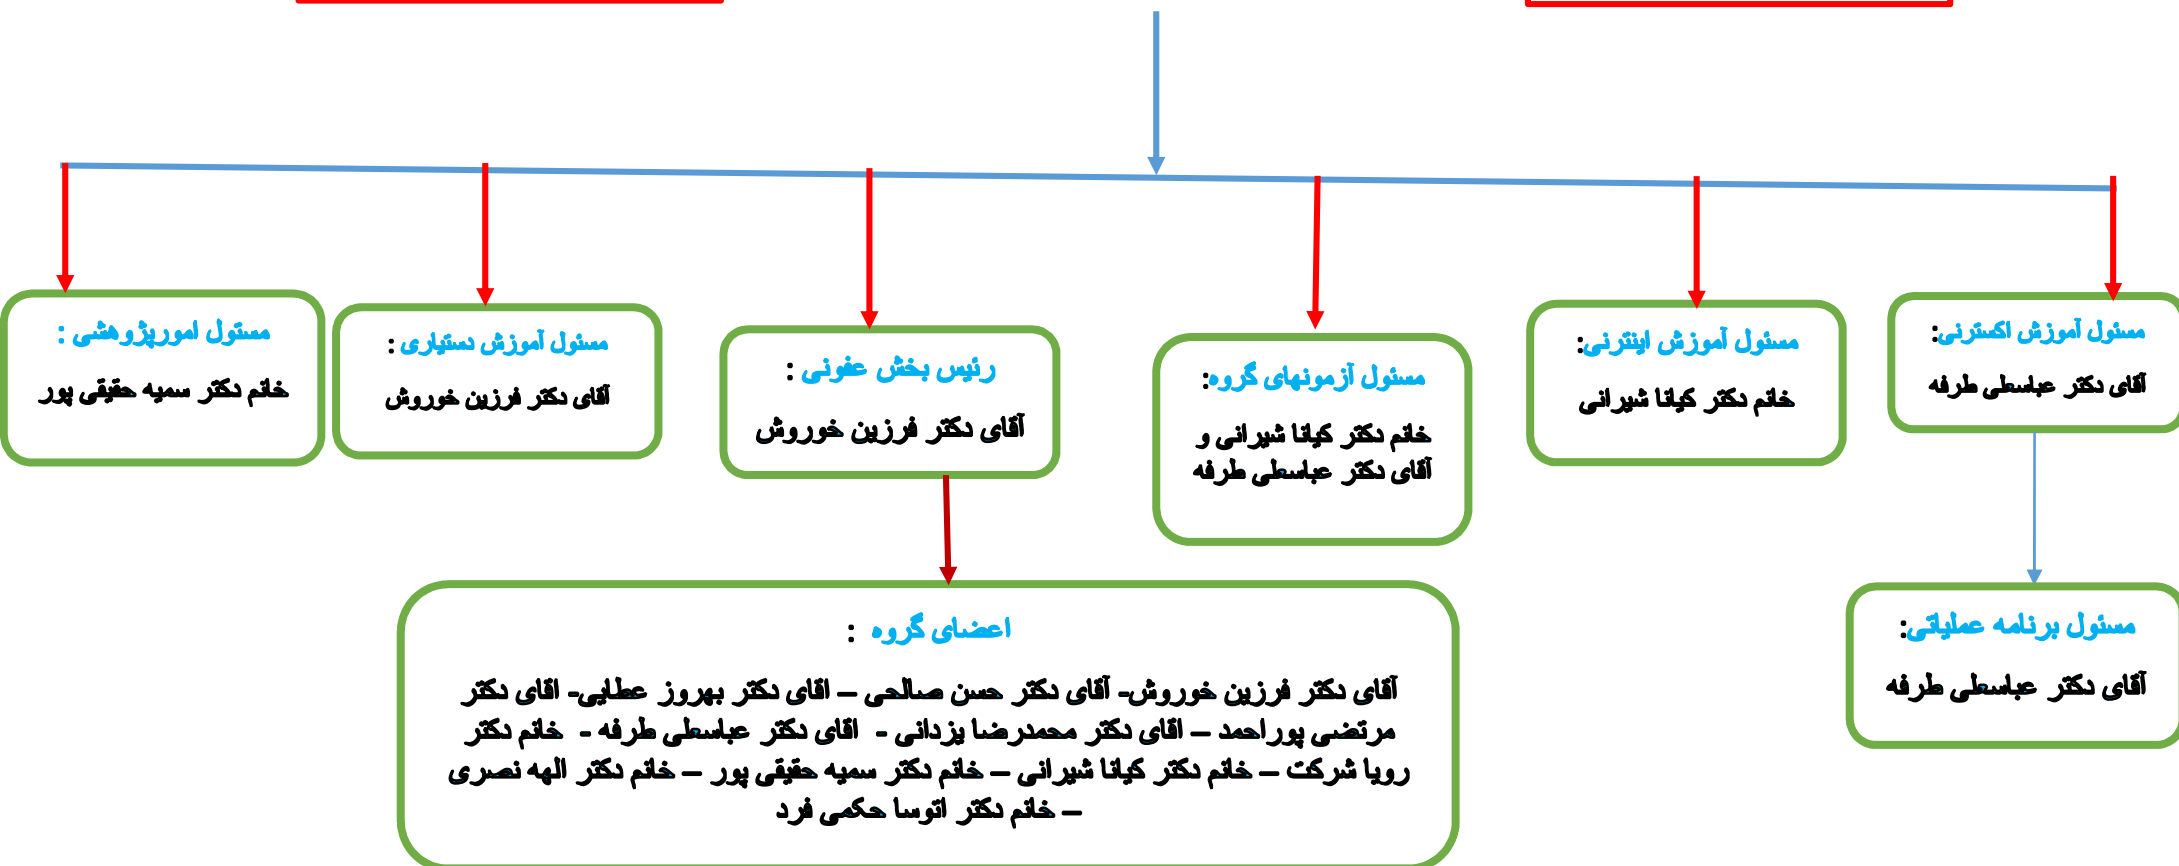 مسئول آموزش اکسترنی:
آقای دکتر عباسعلی طرفه
مسئول آموزش اینترنی:
خانم دکتر کیانا شیرانی
مسئول آزمونهای گروه:
خانم دکتر کیانا شیرانی و
آقای دکتر عباسعلی طرفه
رئیس بخش عفونی :
آقای دکتر فرزین خوروش
مسئول آموزش دستیاری :
آقای دکتر فرزین خوروش
مسئول امورپژوهشی :
خانم دکتر سمیه حقیقی پور
مسئول برنامه عملیاتی:
آقای دکتر عباسعلی طرفه
اعضای گروه :
آقای دکتر فرزین خوروش- آقای دکتر حسن صالحی – اقای دکتر بهروز عطایی- اقای دکتر
مرتضی پوراحمد – اقای دکتر محمدرضا یزدانی - اقای دکتر عباسعلی طرفه - خانم دکتر
رویا شرکت – خانم دکتر کیانا شیرانی – خانم دکتر سمیه حقیقی پور – خانم دکتر الهه نصری
– خانم دکتر اتوسا حکمی فرد